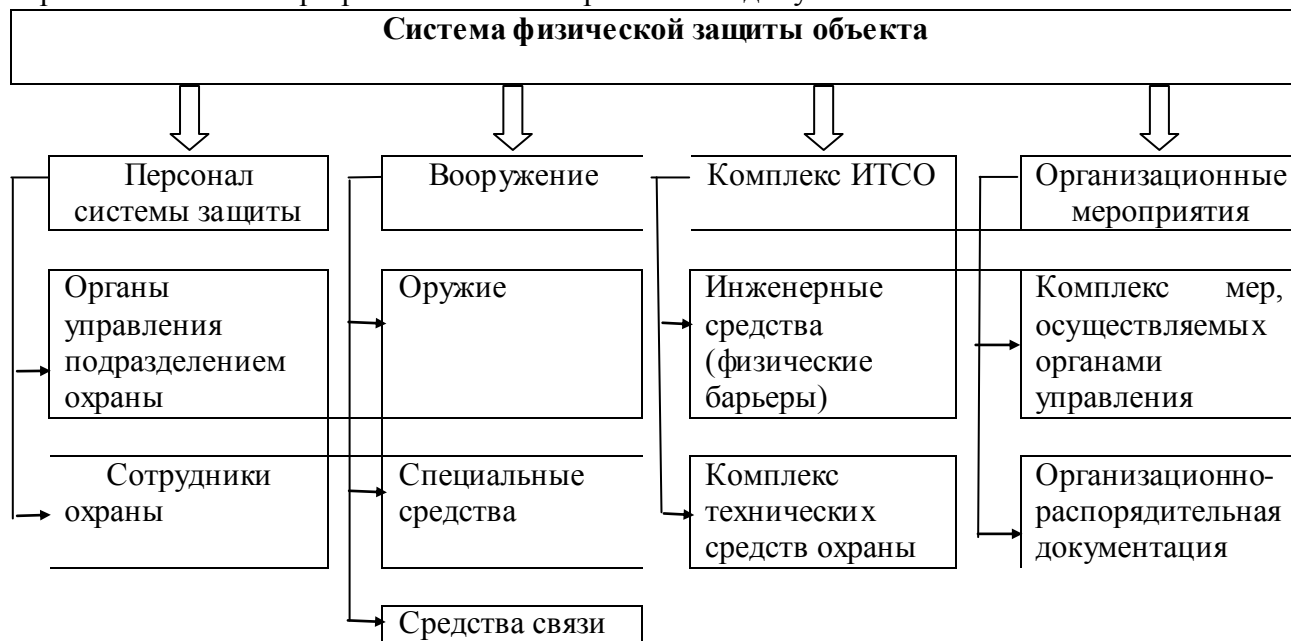 Система физической защиты объекта
Персонал
системы защиты
Органы
управления
подразделением
охраны
Сотрудники
охраны
Вооружение
Оружие
Специальные
средства
Средства связи
Комплекс ИТСО
Инженерные
средства
(физические
барьеры)
Комплекс
технических
средств охраны
Организационные
мероприятия
Комплекс мер,
осуществляемых
органами
управления
Организационно-
распорядительная
документация